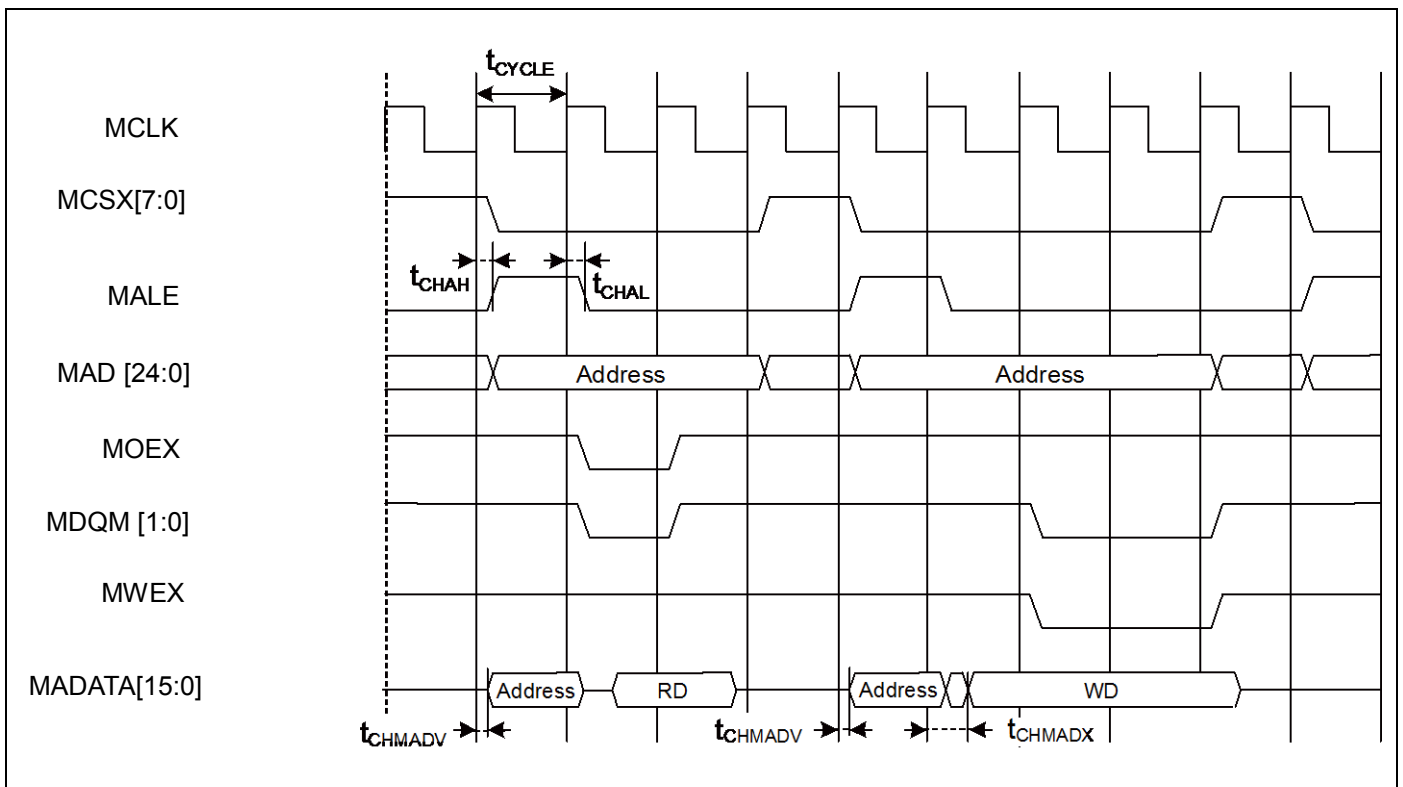 tCYCLE
MCLK
MCSX[7:0]
tCHAH
tCHAL
MALE
MAD [24:0]
Address
Address
MOEX
MDQM [1:0]
MWEX
MADATA[15:0]
Address
RD
Address
WD
tCHMADV
tCHMADV
tCHMADX